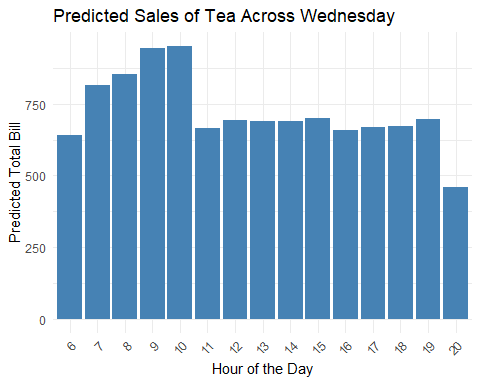 Predicted Sales of Tea Across Wednesday
Predicted Total Bill
750
500
250
0
6 7 8 9 10 11 12 13 14 15 16 17 18 19 20
Hour of the Day